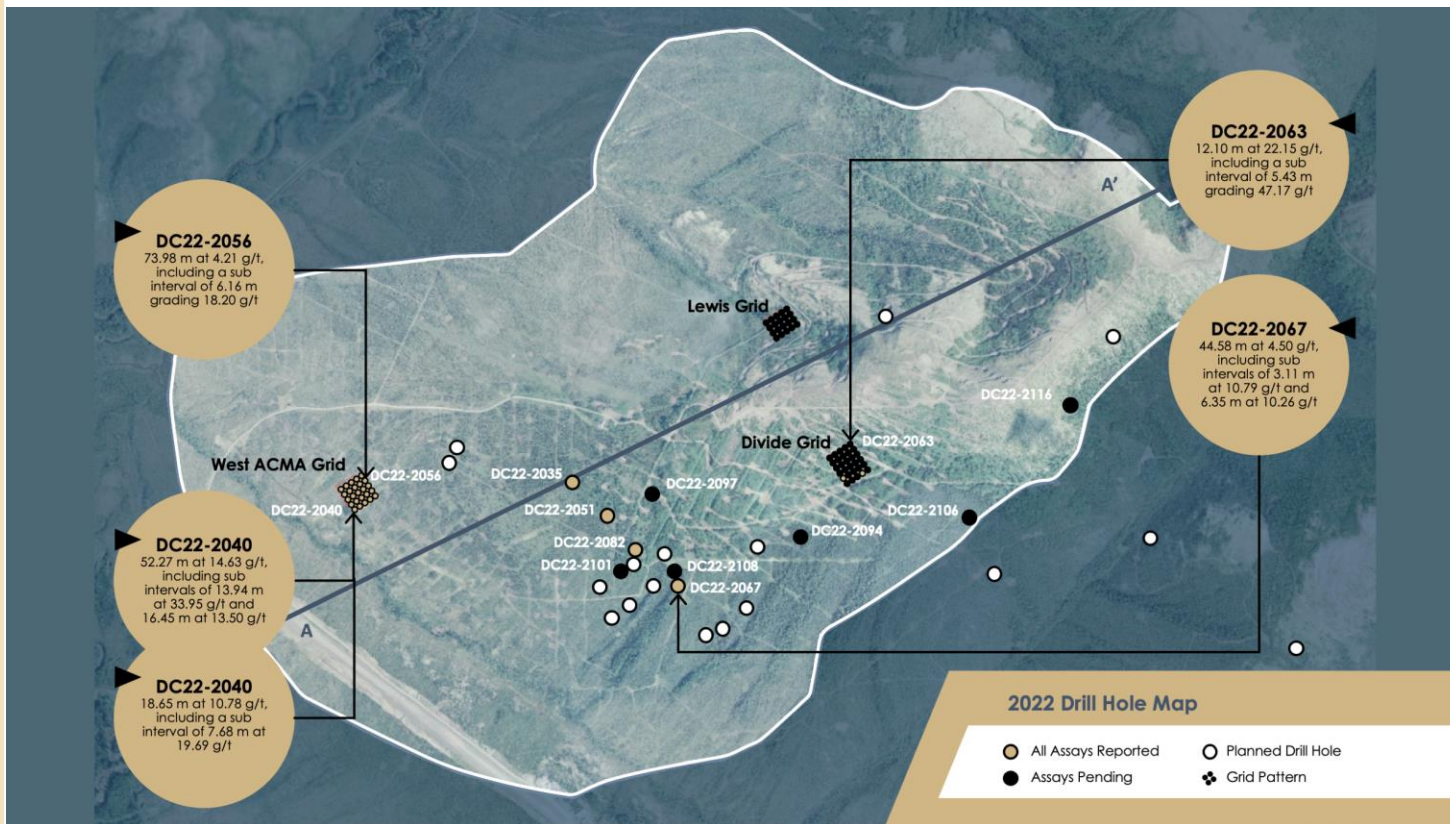 DC22-2063
12.10 m at 22.15 g/t,
including a sub
interval of 5.43 m
grading 47.17 g/t
A'
DC22-2056
73.98 m at 4.21 g/t,
including a sub
interval of 6.16 m
grading 18.20 g/t
Lewis Grid
DC22-2067
44.58 m at 4.50 g/t,
including sub
intervals of 3.11 m
at 10.79 g/t and
6.35 m at 10.26 g/t
DC22-2116
Divide Grid
DC22-2063
West ACMA Grid
DC22-2056
DC22-2035
DC22-2097
DC22-2040
DC22-2051
DC22-2106
DC22-2094
DC22-2082
DC22-2101
DC22-2108
DC22-2067
DC22-2040
52.27 m at 14.63 g/t,
including sub
intervals of 13.94 m
at 33.95 g/t and
16.45 m at 13.50 g/t
A
DC22-2040
18.65 m at 10.78 g/t,
including a sub
interval of 7.68 m at
19.69 g/t
2022 Drill Hole Map
All Assays Reported
Planned Drill Hole
Assays Pending
Grid Pattern